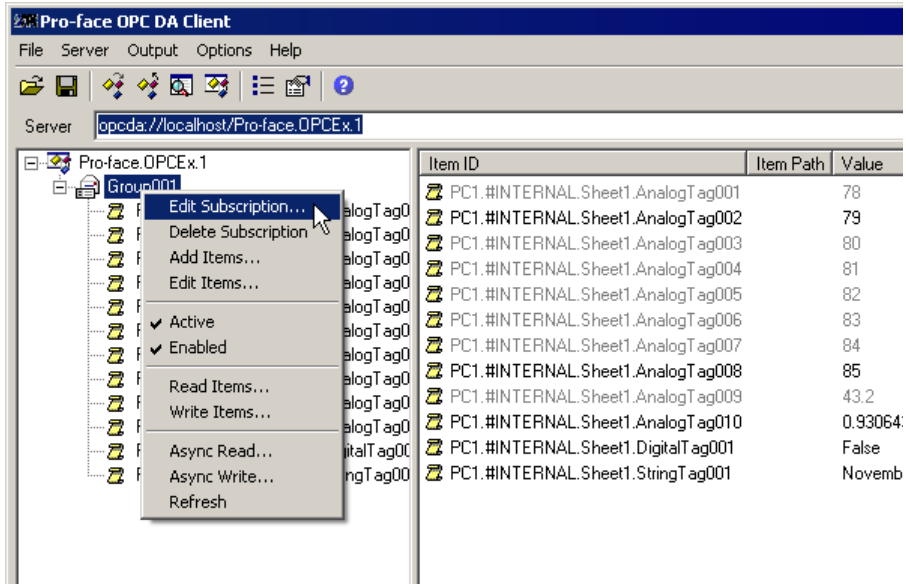 Pro-face OPC DA Client
File Server Output Options Help
Server opcda://localhost/Pro-face.OPCEx.1
Pro-face.OPCEx.1
Group001
Edit Subscription...
Delete Subscription
Add Items...
Edit Items...
Active
Enabled
Read Items...
Write Items...
Async Read...
Async Write...
Refresh
Item ID Item Path Value
PC1.#INTERNAL.Sheet1.AnalogTag001 78
PC1.#INTERNAL.Sheet1.AnalogTag002 79
PC1.#INTERNAL.Sheet1.AnalogTag003 80
PC1.#INTERNAL.Sheet1.AnalogTag004 81
PC1.#INTERNAL.Sheet1.AnalogTag005 82
PC1.#INTERNAL.Sheet1.AnalogTag006 83
PC1.#INTERNAL.Sheet1.AnalogTag007 84
PC1.#INTERNAL.Sheet1.AnalogTag008 85
PC1.#INTERNAL.Sheet1.AnalogTag009 43.2
PC1.#INTERNAL.Sheet1.AnalogTag010 0.93064
PC1.#INTERNAL.Sheet1.DigitalTag001 False
PC1.#INTERNAL.Sheet1.StringTag001 Novemb